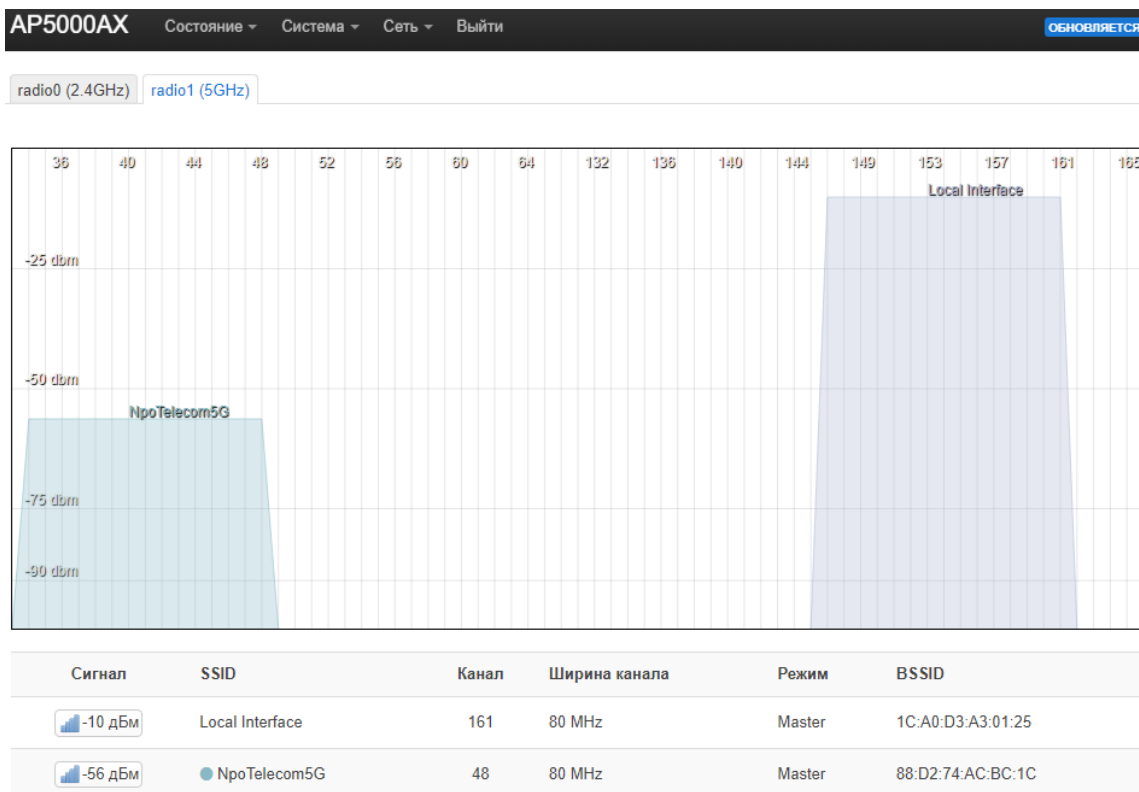 AP5000AX Состояние Система Сеть Выйти ОБНОВЛЯЕТСЯ
radio0 (2.4GHz) radio1 (5GHz)
36 40 44 48 52 56 60 64 132 136 140 144 149 153 157 161 165
Local Interface
-25 dbm
-50 dbm
NpoTelecom5G
-75 dbm
-90 dbm
Сигнал SSID Канал Ширина канала Режим BSSID
-10 дБм Local Interface 161 80 MHz Master 1C:A0:D3:A3:01:25
-56 дБм NpoTelecom5G 48 80 MHz Master 88:D2:74:AC:BC:1C